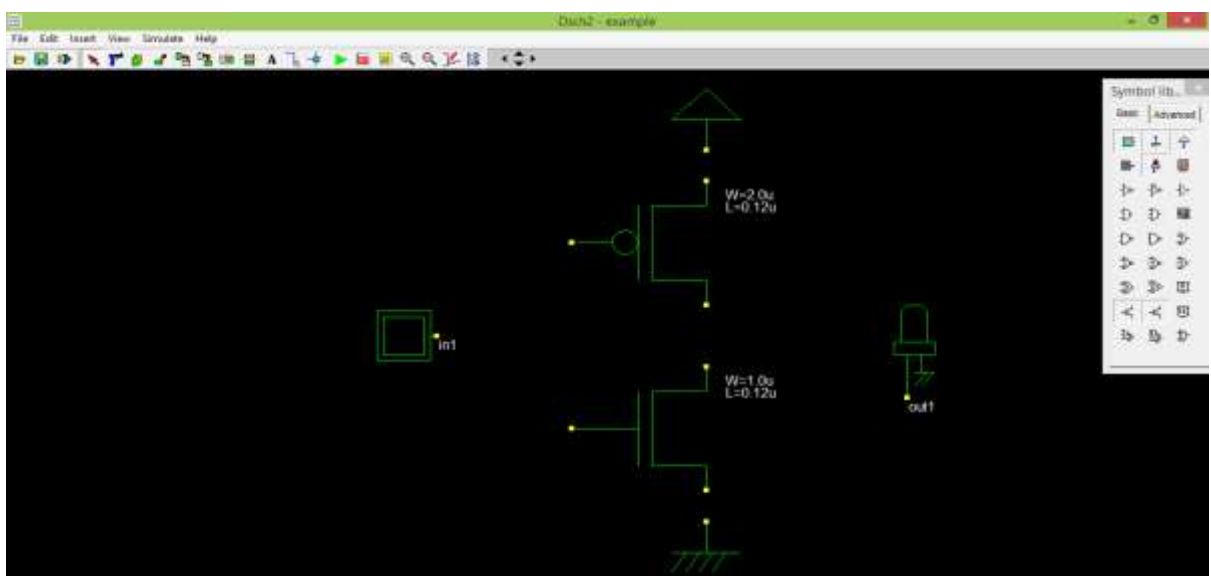 Dsch2 - example
File Edit Insert View Simulate Help
A
Symbol lib...
Basic Advanced
W=2.0u
L=0.12u
in1
W=1.0u
L=0.12u
out1